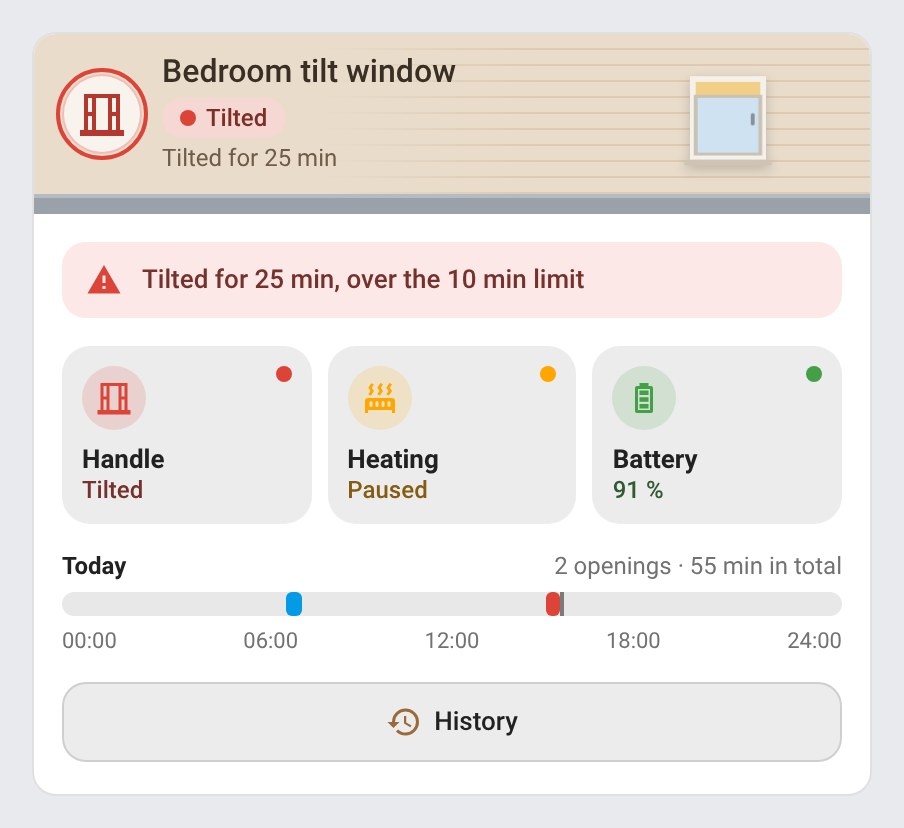 Bedroom tilt window
Tilted
Tilted for 25 min
Tilted for 25 min, over the 10 min limit
Handle
Tilted
Heating
Paused
Battery
91 %
Today
2 openings · 55 min in total
00:00 06:00 12:00 18:00 24:00
History